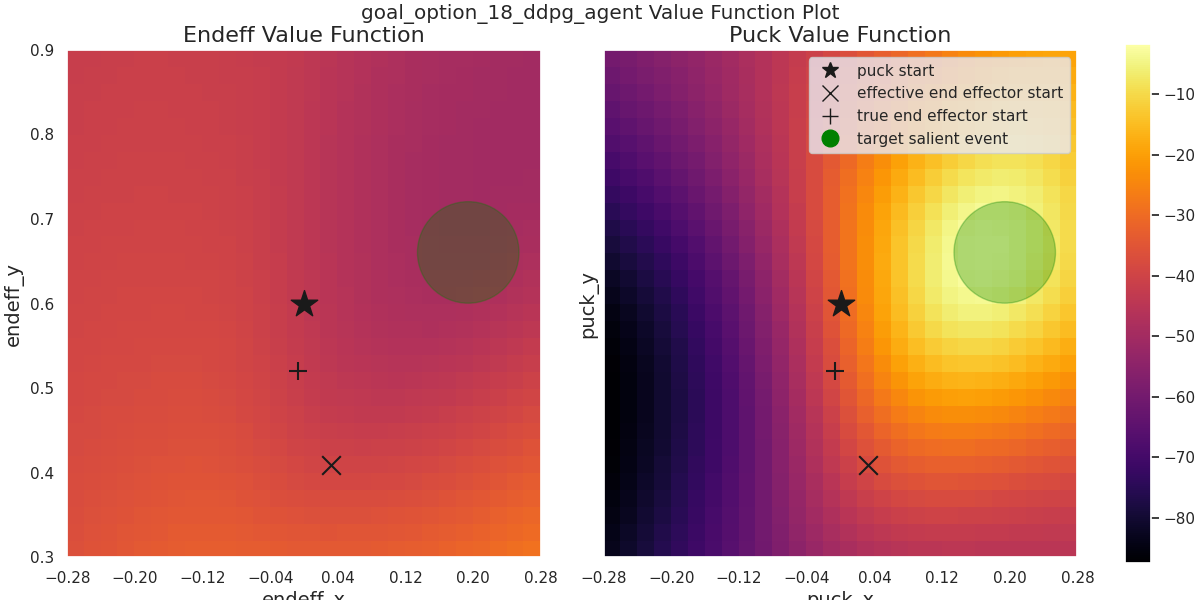 goal_option_18_ddpg_agent Value Function Plot
Endeff Value Function
Puck Value Function
puck start
effective end effector start
true end effector start
target salient event
endeff_y
0.9
0.8
0.7
0.6
0.5
0.4
0.3
−0.28 −0.20 −0.12 −0.04 0.04 0.12 0.20 0.28
endeff_x
puck_y
−0.28 −0.20 −0.12 −0.04 0.04 0.12 0.20 0.28
puck_x
−10
−20
−30
−40
−50
−60
−70
−80